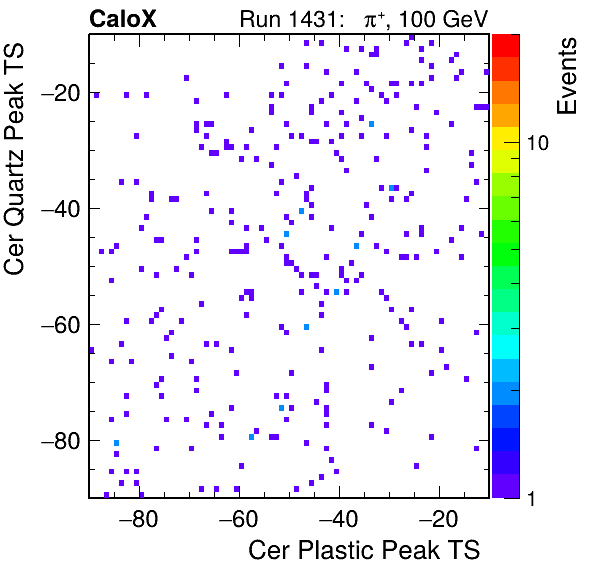 CaloX Run 1431: π⁺, 100 GeV
Events
Cer Quartz Peak TS
−20
−40
−60
−80
10
1
−80 −60 −40 −20
Cer Plastic Peak TS